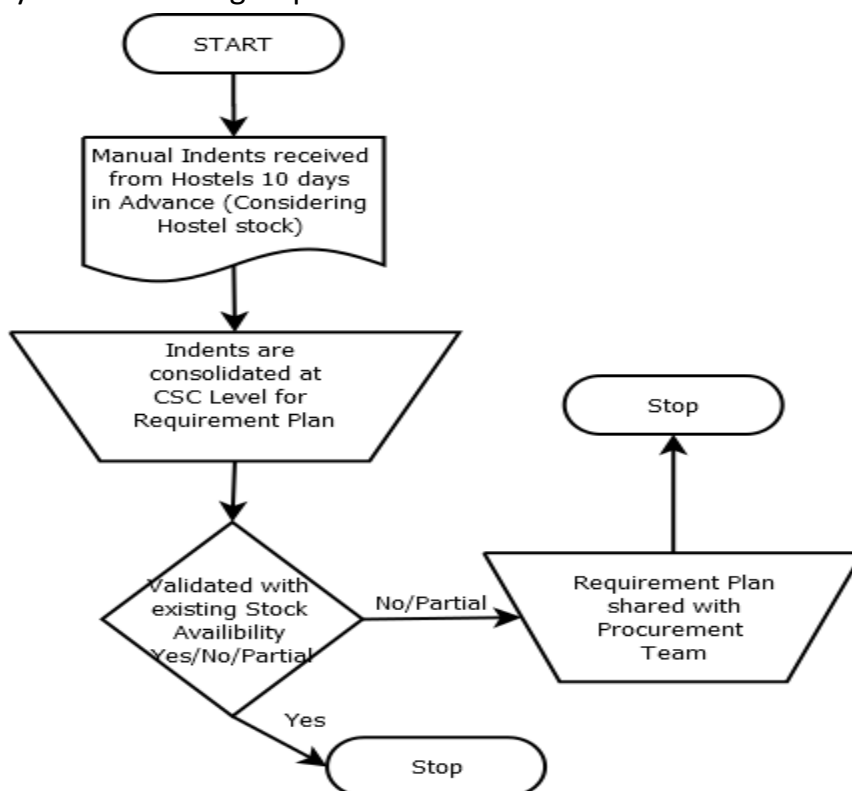 START
Manual Indents received
from Hostels 10 days
in Advance (Considering
Hostel stock)
Indents are
consolidated at
CSC Level for
Requirement Plan
Stop
Validated with
existing Stock
Availibility
Yes/No/Partial
No/Partial
Requirement Plan
shared with
Procurement
Team
Yes
Stop